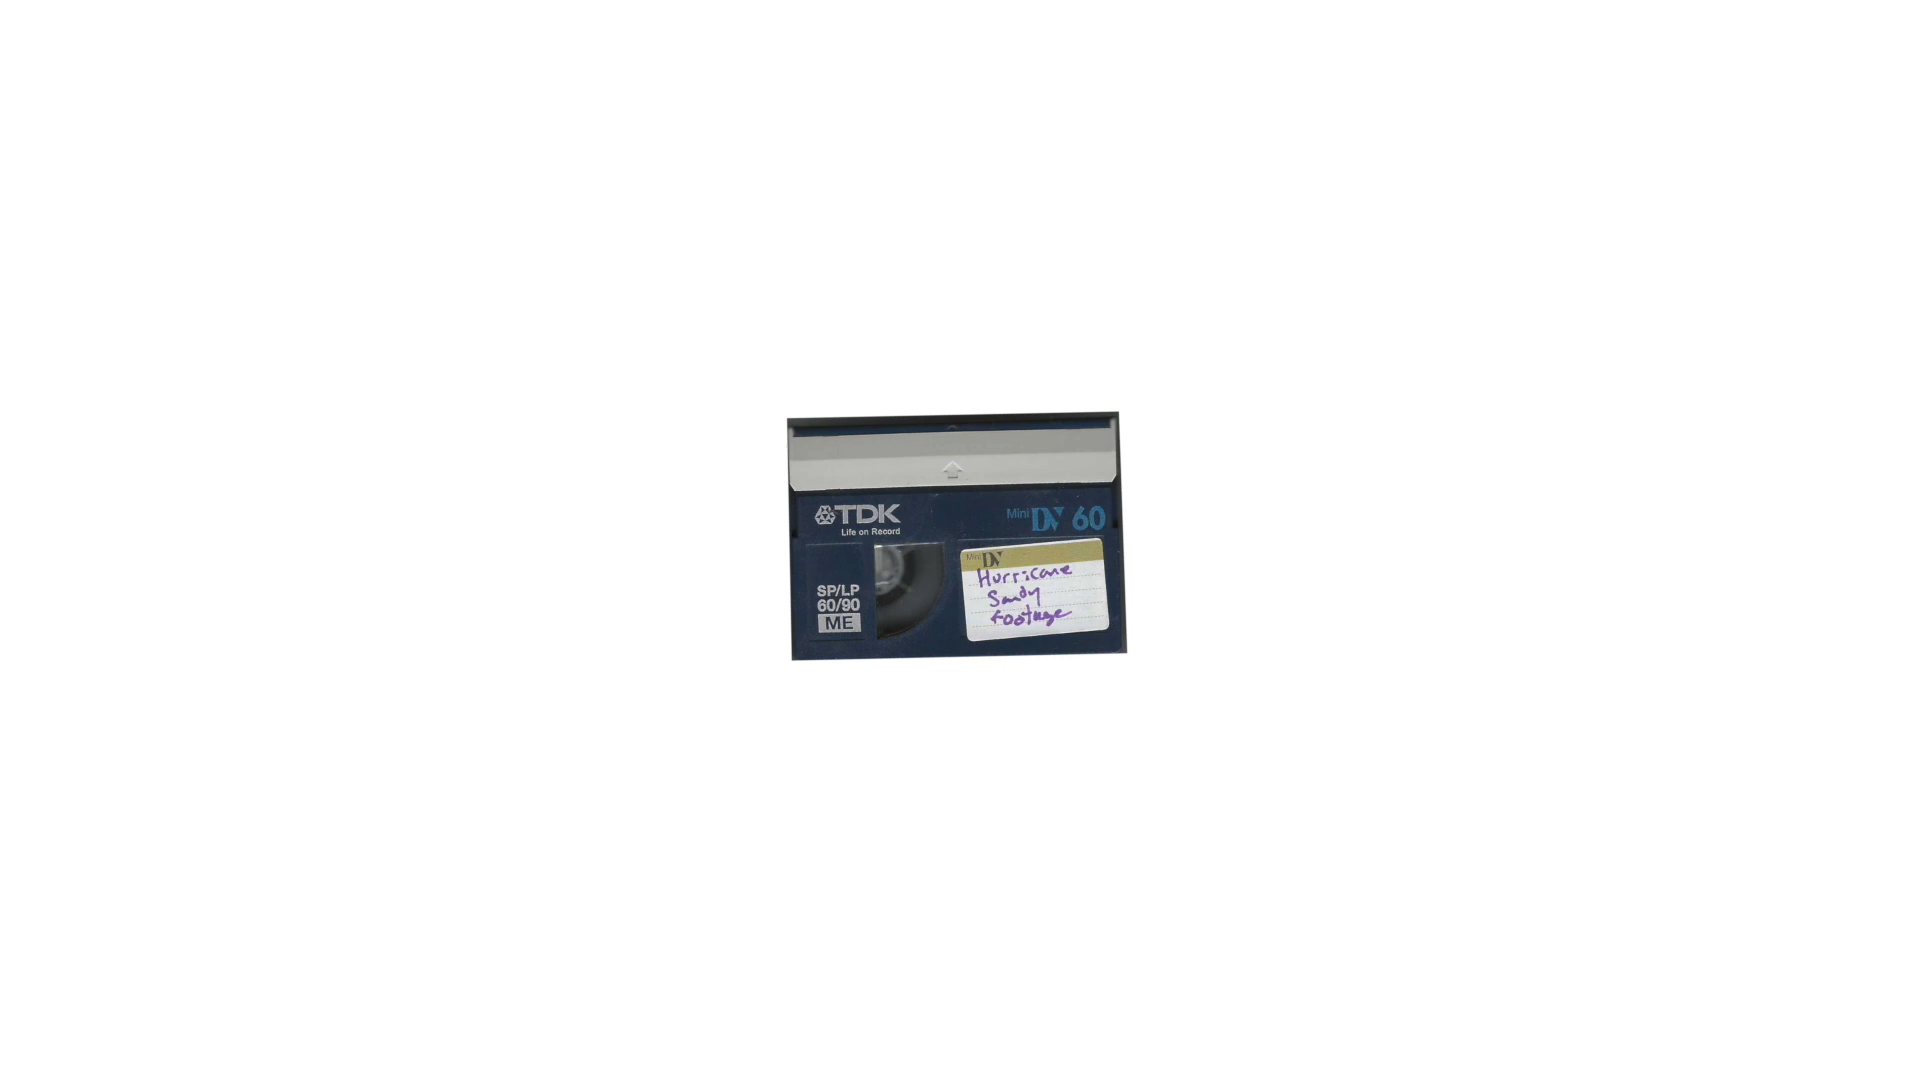 TDK
Life on Record
Mini DV 60
SP/LP
60/90
ME
Mini DV
Hurricane
Sandy
Footage